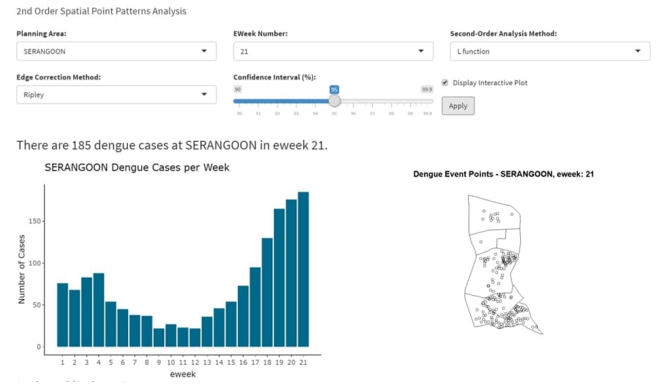 2nd Order Spatial Point Patterns Analysis
Planning Area:
EWeek Number:
Second-Order Analysis Method:
SERANGOON
21
L function
Edge Correction Method:
Confidence Interval (%):
Display Interactive Plot
Ripley
90
95
99.9
Apply
There are 185 dengue cases at SERANGOON in eweek 21.
SERANGOON Dengue Cases per Week
Dengue Event Points - SERANGOON, eweek: 21
Number of Cases
150
100
50
0
1 2 3 4 5 6 7 8 9 10 11 12 13 14 15 16 17 18 19 20 21
eweek